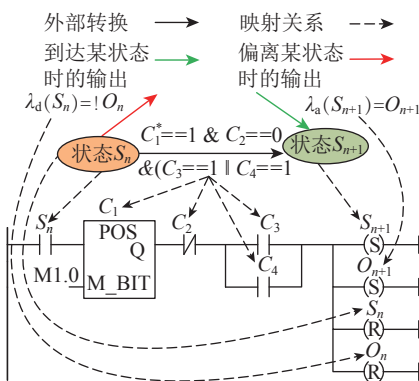 外部转换
映射关系
到达某状态
时的输出
偏离某状态
时的输出
λd(Sn)=!On
λa(Sn+1)=On+1
状态Sn
C1*==1 & C2==0
&(C3==1 ‖ C4==1
状态Sn+1
Sn
C1
C2
C3
C4
POS
Q
M1.0
M_BIT
Sn+1
S
On+1
S
Sn
R
On
R